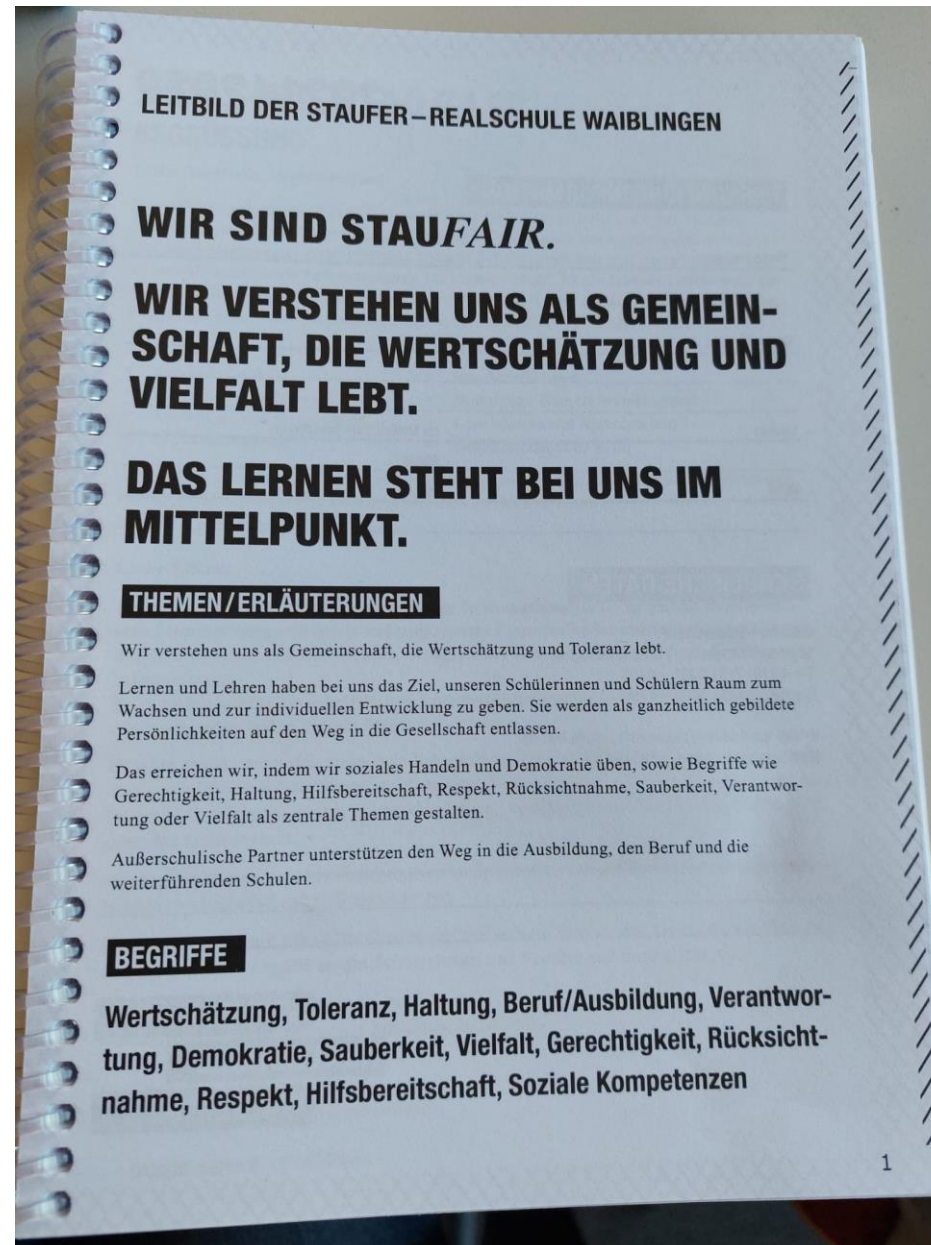 LEITBILD DER STAUFER–REALSCHULE WAIBLINGEN
WIR SIND STAUFAIR.
WIR VERSTEHEN UNS ALS GEMEIN-
SCHAFT, DIE WERTSCHÄTZUNG UND
VIELFALT LEBT.
DAS LERNEN STEHT BEI UNS IM
MITTELPUNKT.
THEMEN/ERLÄUTERUNGEN
Wir verstehen uns als Gemeinschaft, die Wertschätzung und Toleranz lebt.
Lernen und Lehren haben bei uns das Ziel, unseren Schülerinnen und Schülern Raum zum
Wachsen und zur individuellen Entwicklung zu geben. Sie werden als ganzheitlich gebildete
Persönlichkeiten auf den Weg in die Gesellschaft entlassen.
Das erreichen wir, indem wir soziales Handeln und Demokratie üben, sowie Begriffe wie
Gerechtigkeit, Haltung, Hilfsbereitschaft, Respekt, Rücksichtnahme, Sauberkeit, Verantwor-
tung oder Vielfalt als zentrale Themen gestalten.
Außerschulische Partner unterstützen den Weg in die Ausbildung, den Beruf und die
weiterführenden Schulen.
BEGRIFFE
Wertschätzung, Toleranz, Haltung, Beruf/Ausbildung, Verantwor-
tung, Demokratie, Sauberkeit, Vielfalt, Gerechtigkeit, Rücksicht-
nahme, Respekt, Hilfsbereitschaft, Soziale Kompetenzen
1